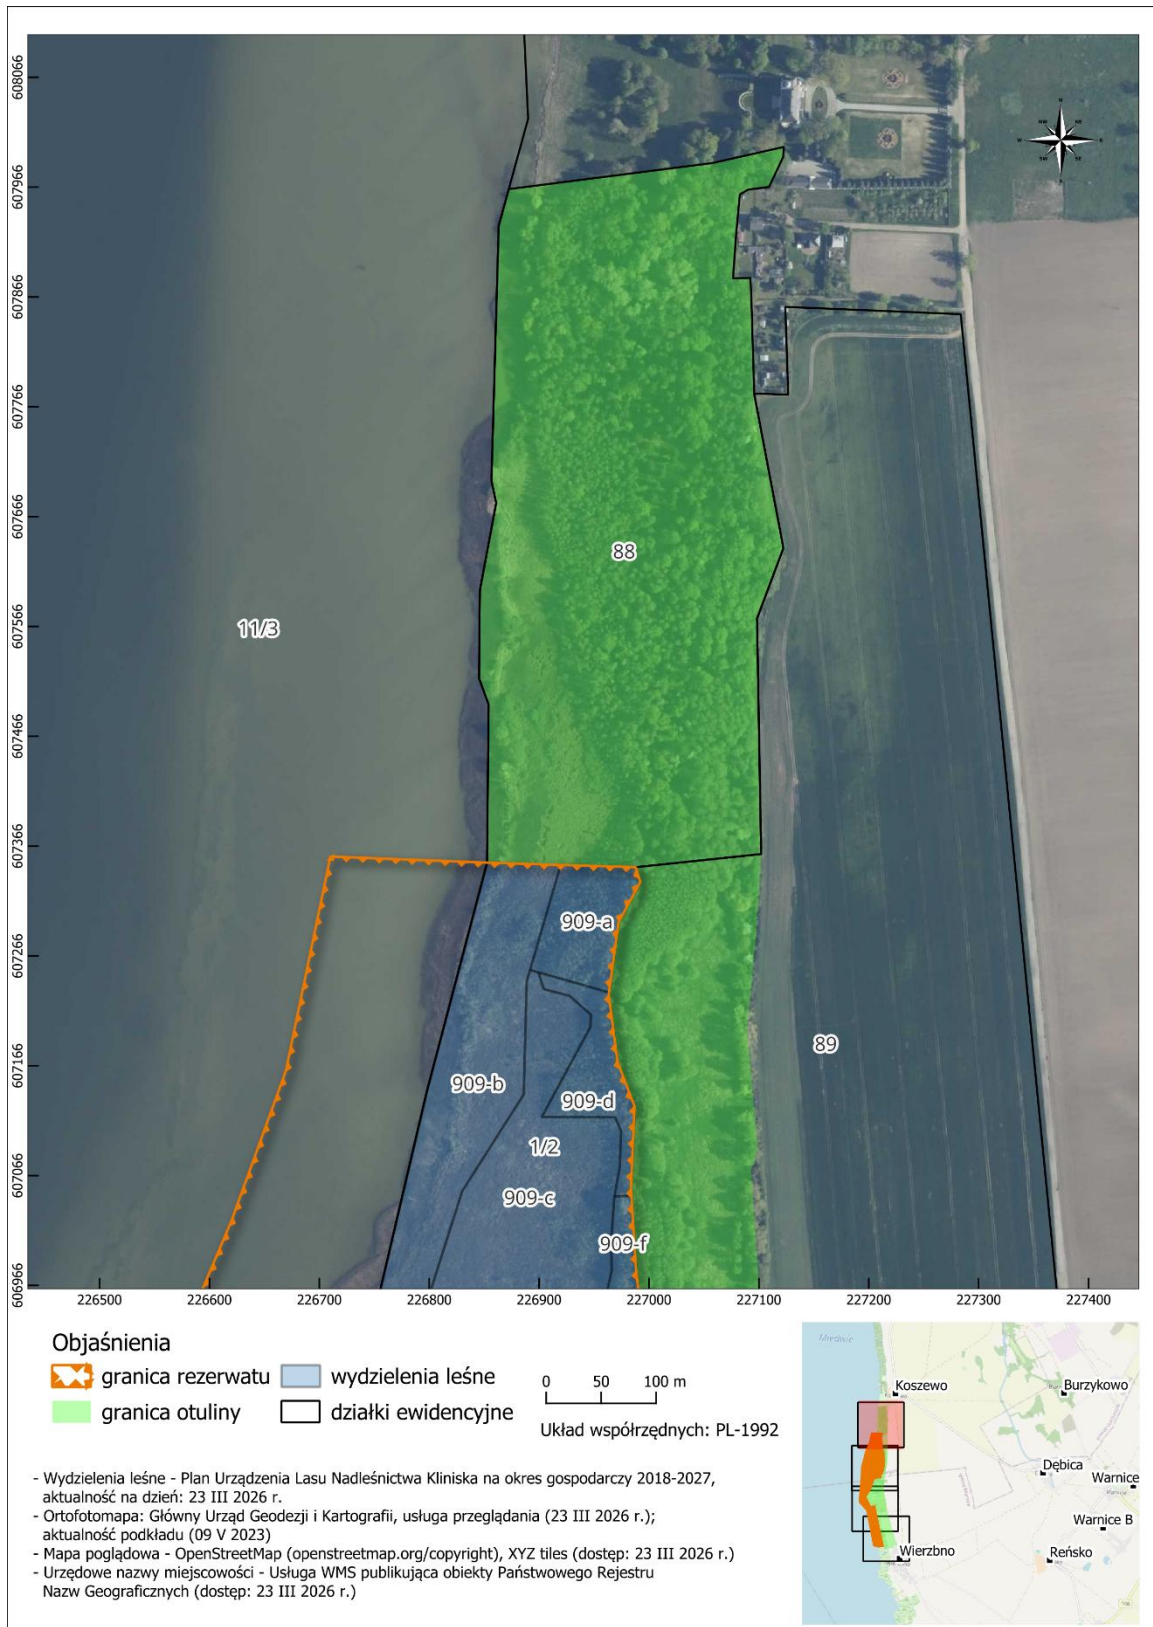 608066
607966
607866
607766
607666
607566
607466
607366
607266
607166
607066
606966
N
NW
NE
W
E
SW
SE
88
11/3
909-a
89
909-b
909-d
1/2
909-c
909-f
226500 226600 226700 226800 226900 227000 227100 227200 227300 227400
Objaśnienia
granica rezerwatu
wydzielenia leśne
granica otuliny
działki ewidencyjne
0 50 100 m
Układ współrzędnych: PL-1992
- Wydzielenia leśne - Plan Urządzenia Lasu Nadleśnictwa Kliniska na okres gospodarczy 2018-2027,
aktualność na dzień: 23 III 2026 r.
- Ortofotomapa: Główny Urząd Geodezji i Kartografii, usługa przeglądania (23 III 2026 r.);
aktualność podkładu (09 V 2023)
- Mapa poglądowa - OpenStreetMap (openstreetmap.org/copyright), XYZ tiles (dostęp: 23 III 2026 r.)
- Urzędowe nazwy miejscowości - Usługa WMS publikująca obiekty Państwowego Rejestru
Nazw Geograficznych (dostęp: 23 III 2026 r.)
Miedwie
Koszewo
Burzykowo
Dębica
Warnice
Warnice B
Wierzbno
Reńsko